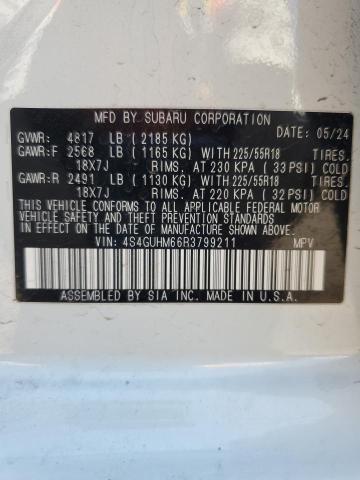 MFD BY SUBARU CORPORATION DATE: 05/24
GVWR: 4817 LB (2185 KG)
GAWR:F 2568 LB (1165 KG) WITH 225/55R18 TIRES.
18X7J RIMS. AT 230 KPA (33 PSI) COLD.
GAWR:R 2491 LB (1130 KG) WITH 225/55R18 TIRES.
18X7J RIMS. AT 220 KPA (32 PSI) COLD.
THIS VEHICLE CONFORMS TO ALL APPLICABLE
FEDERAL MOTOR VEHICLE SAFETY, BUMPER,
AND THEFT PREVENTION STANDARDS IN EFFECT
ON THE DATE OF MANUFACTURE SHOWN ABOVE.
VIN: 4S4GUHM66R3799211 MPV
ASSEMBLED BY SIA INC. MADE IN U.S.A.